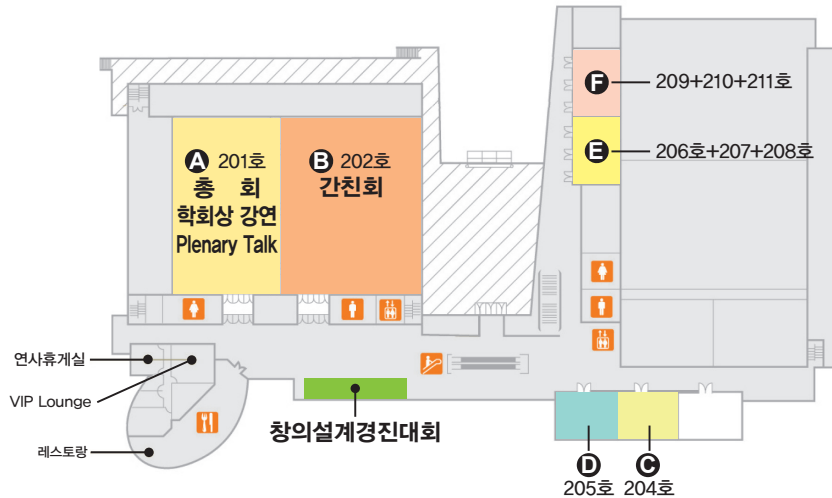 F 209+210+211호
A 201호
총 회
학회상 강연
Plenary Talk
B 202호
간친회
E 206호+207+208호
연사휴게실
VIP Lounge
레스토랑
창의설계경진대회
D
205호
C
204호